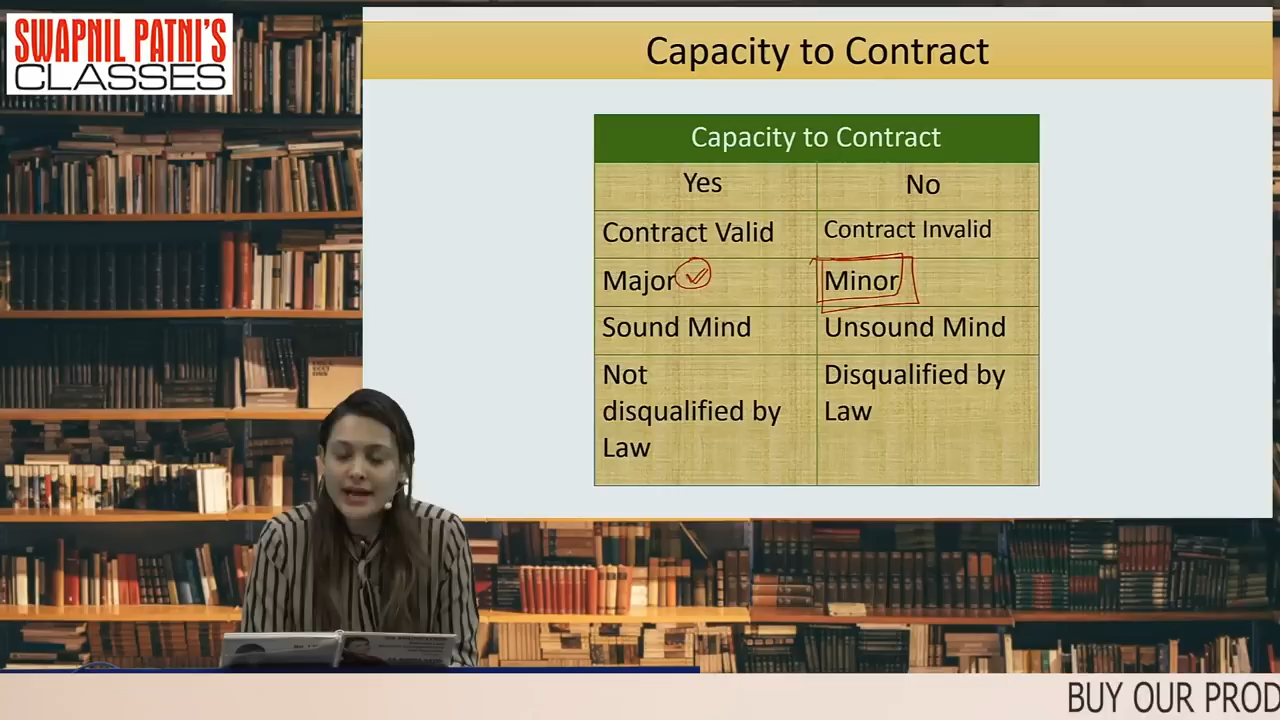 SWAPNIL PATNI'S
CLASSES
Capacity to Contract
Capacity to Contract
Yes
No
Contract Valid
Contract Invalid
Major
Minor
Sound Mind
Unsound Mind
Not
disqualified by
Law
Disqualified by
Law
BUY OUR PROD